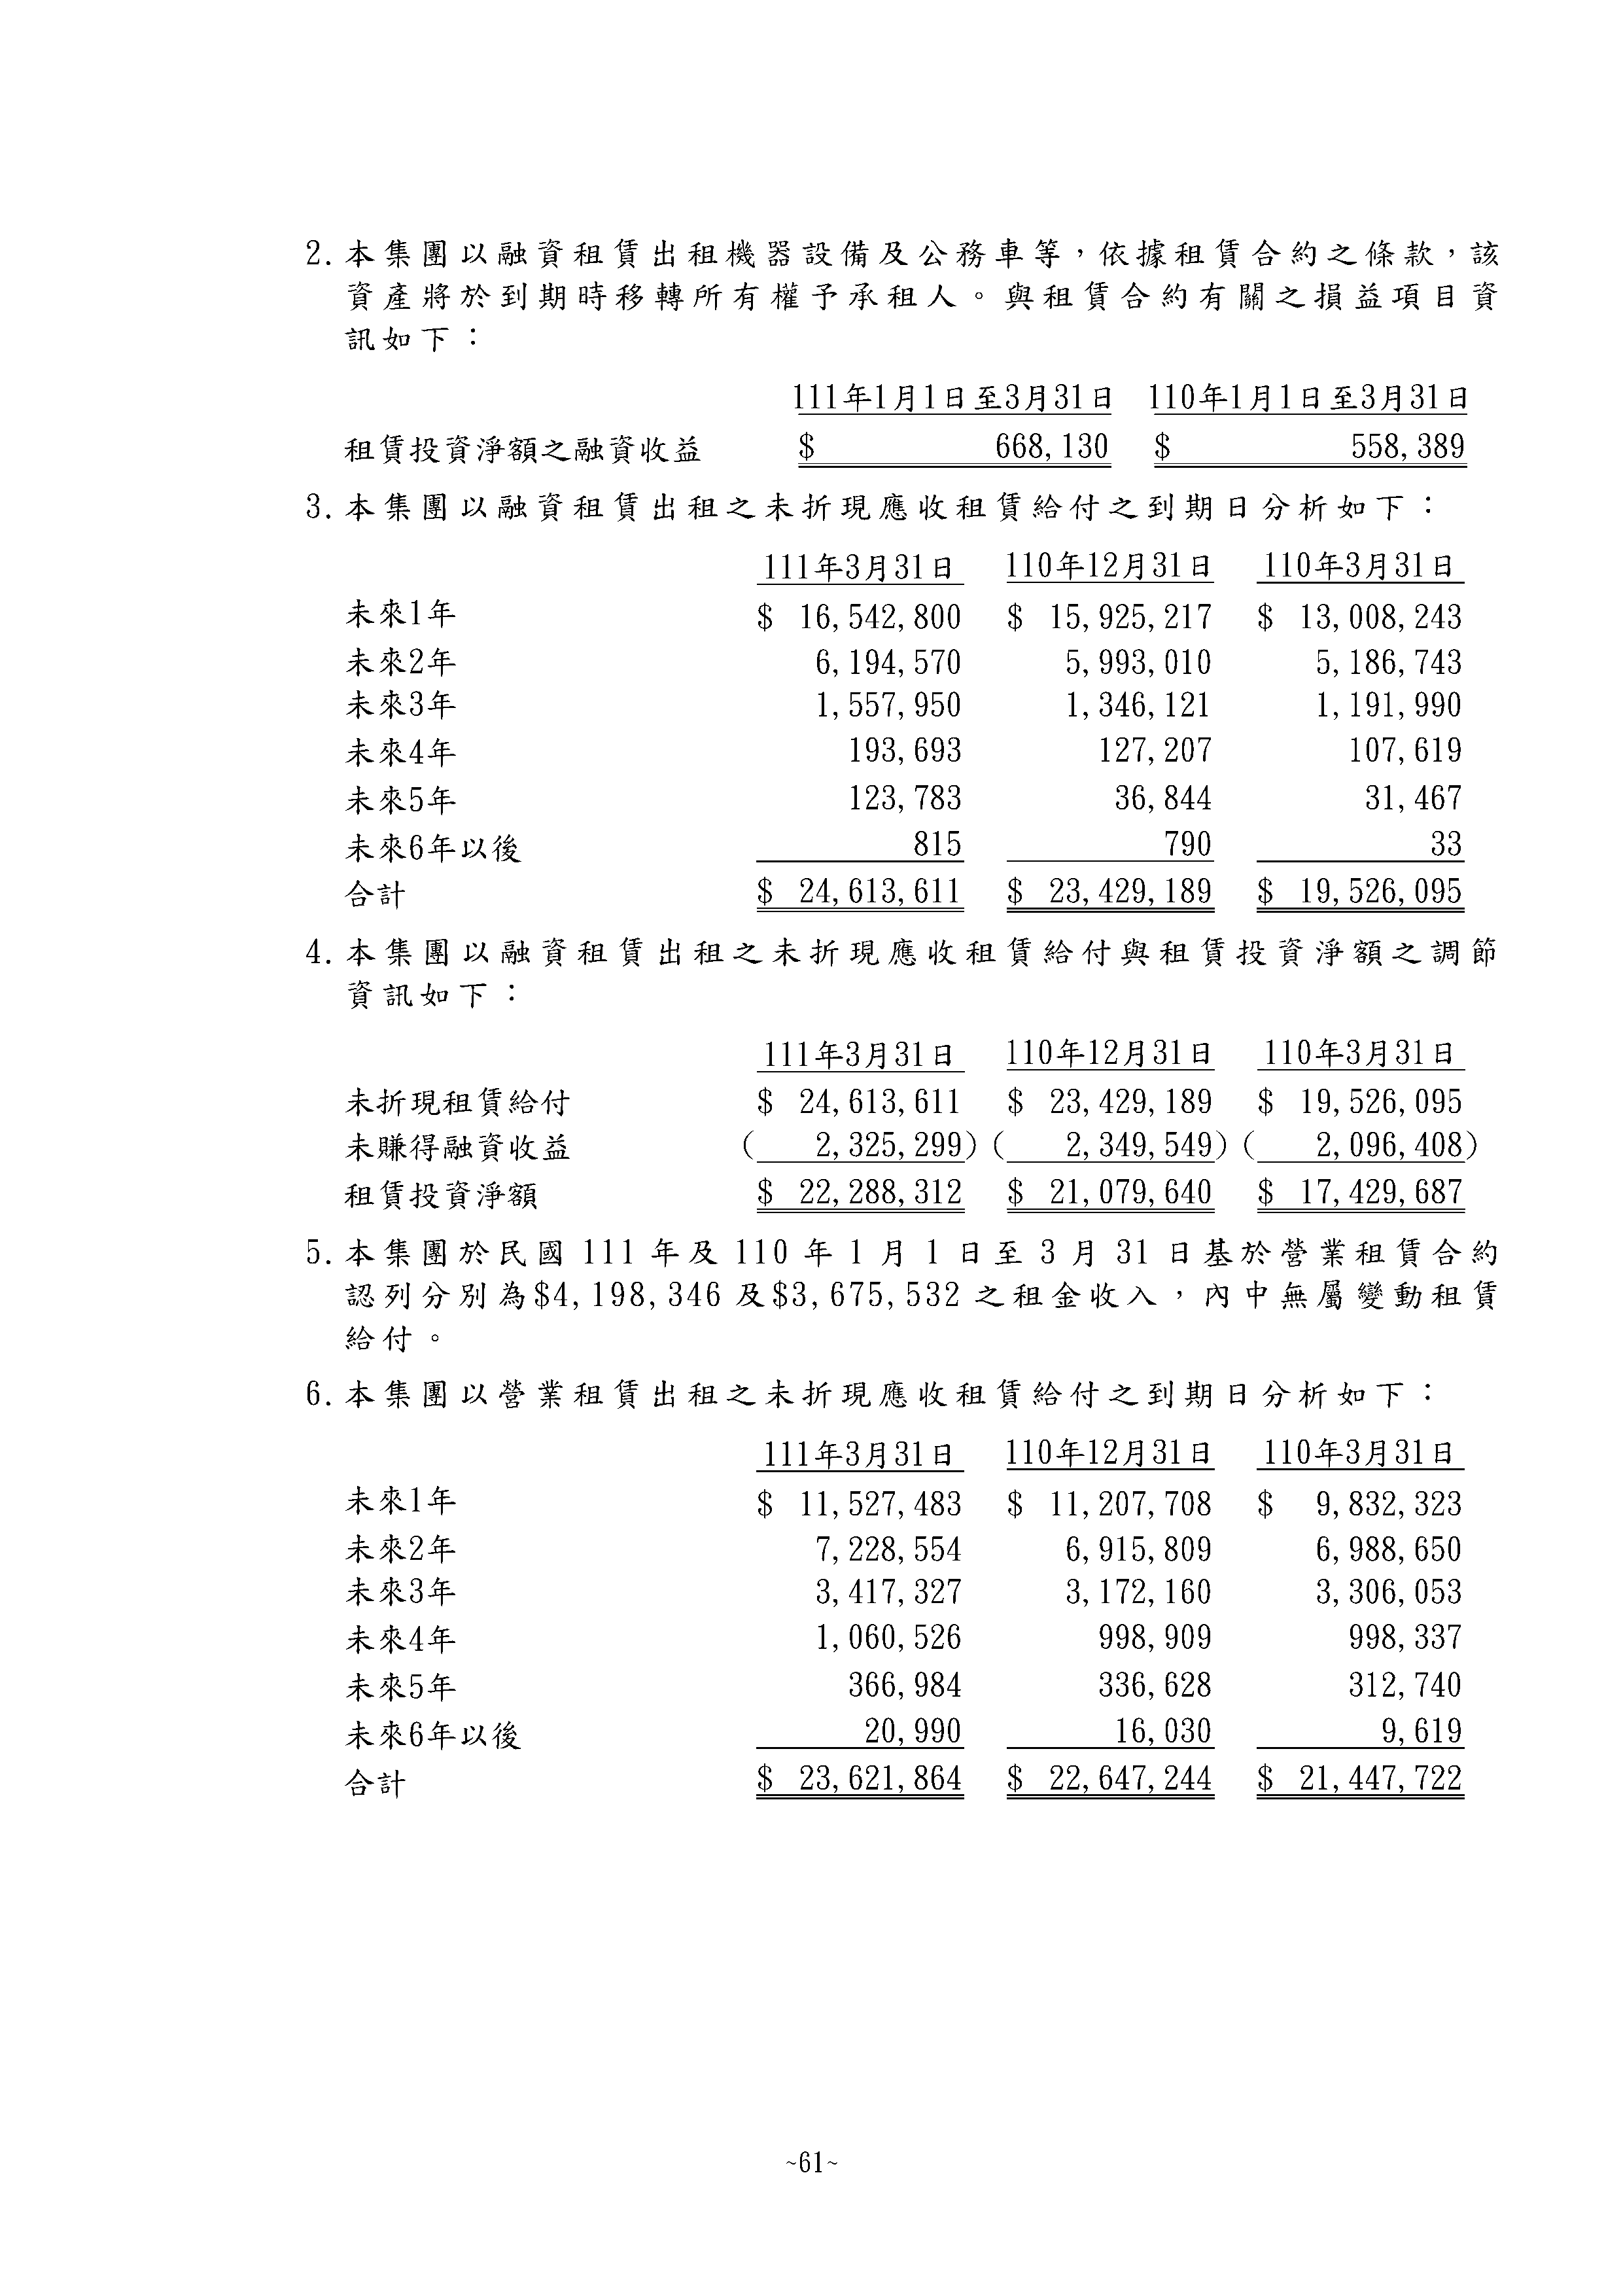 2. 本集團以融資租賃出租機器設備及公務車等，依據租賃合約之條款，該
資產將於到期時移轉所有權予承租人。與租賃合約有關之損益項目資
訊如下：
111年1月1日至3月31日 110年1月1日至3月31日
租賃投資淨額之融資收益 $ 668,130 $ 558,389
3. 本集團以融資租賃出租之未折現應收租賃給付之到期日分析如下：
111年3月31日 110年12月31日 110年3月31日
未來1年 $ 16,542,800 $ 15,925,217 $ 13,008,243
未來2年 6,194,570 5,993,010 5,186,743
未來3年 1,557,950 1,346,121 1,191,990
未來4年 193,693 127,207 107,619
未來5年 123,783 36,844 31,467
未來6年以後 815 790 33
合計 $ 24,613,611 $ 23,429,189 $ 19,526,095
4. 本集團以融資租賃出租之未折現應收租賃給付與租賃投資淨額之調節
資訊如下：
111年3月31日 110年12月31日 110年3月31日
未折現租賃給付 $ 24,613,611 $ 23,429,189 $ 19,526,095
未賺得融資收益 ( 2,325,299) ( 2,349,549) ( 2,096,408)
租賃投資淨額 $ 22,288,312 $ 21,079,640 $ 17,429,687
5. 本集團於民國 111 年及 110 年 1 月 1 日至 3 月 31 日基於營業租賃合約
認列分別為$4,198,346 及$3,675,532 之租金收入，內中無屬變動租賃
給付。
6. 本集團以營業租賃出租之未折現應收租賃給付之到期日分析如下：
111年3月31日 110年12月31日 110年3月31日
未來1年 $ 11,527,483 $ 11,207,708 $ 9,832,323
未來2年 7,228,554 6,915,809 6,988,650
未來3年 3,417,327 3,172,160 3,306,053
未來4年 1,060,526 998,909 998,337
未來5年 366,984 336,628 312,740
未來6年以後 20,990 16,030 9,619
合計 $ 23,621,864 $ 22,647,244 $ 21,447,722
~61~